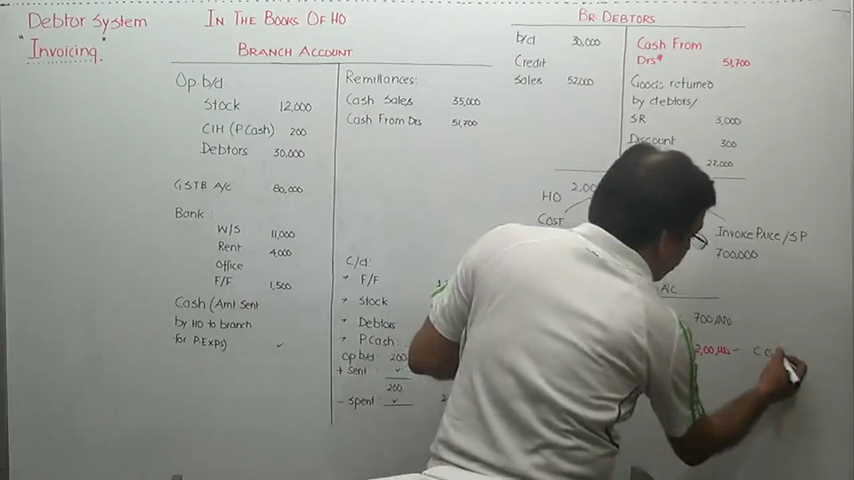 Debtor System
"Invoicing"
In The Books Of HO
Branch Account
Op b/d:
Stock 12,000
CIH (P.Cash) 200
Debtors 30,000
GSTB A/c 80,000
Bank:
W/S 11,000
Rent 4,000
Office
F/F 1,500
Cash (Amt Sent
by HO to branch
for P.Exps) ✓
Remittances:
Cash Sales 35,000
Cash From Drs 51,700
C/d:
F/F
Stock
Debtors
P.Cash:
Op b/d: 200
+ Sent ✓
200
- Spent ✓
Br Debtors
b/d 30,000
Credit
Sales 52,000
Cash From
Drs* 51,700
Goods returned
by debtors/
SR 3,000
Discount 300
27,000
HO
Cost
Invoice Price/SP
700,000
A/c
700,000